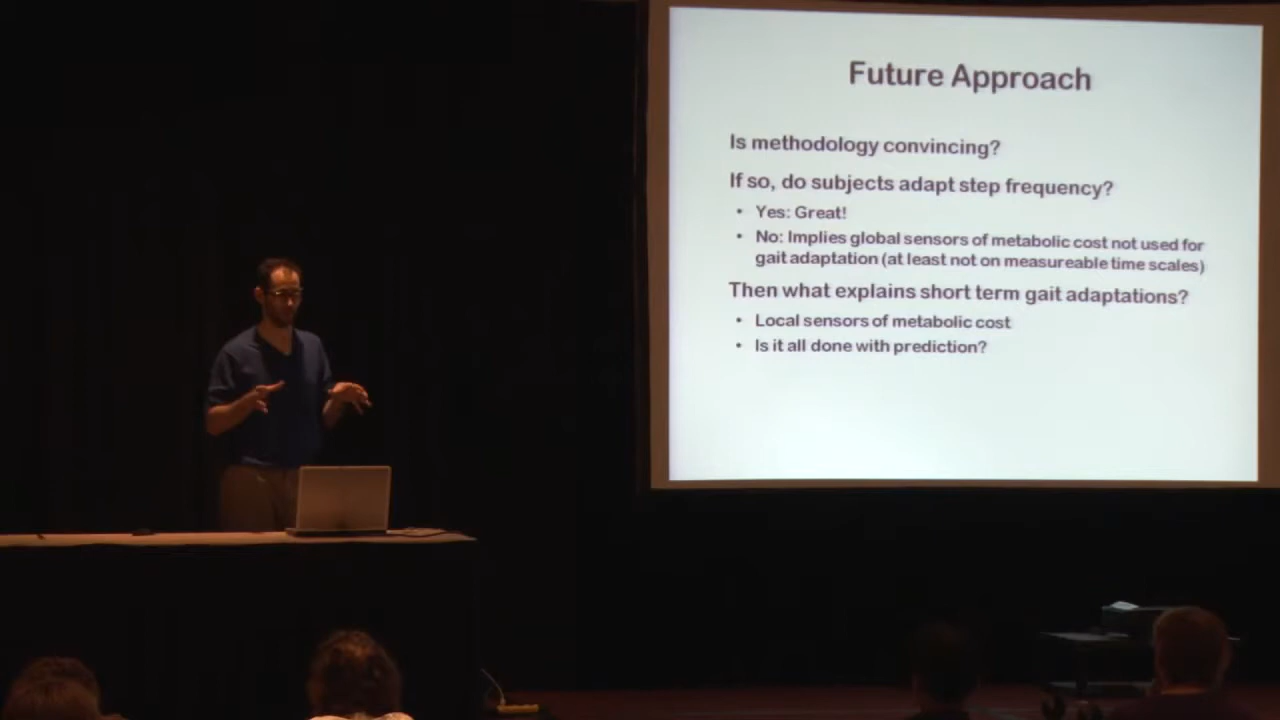 Future Approach
Is methodology convincing?
If so, do subjects adapt step frequency?
• Yes: Great!
• No: Implies global sensors of metabolic cost not used for
gait adaptation (at least not on measureable time scales)
Then what explains short term gait adaptations?
• Local sensors of metabolic cost
• Is it all done with prediction?